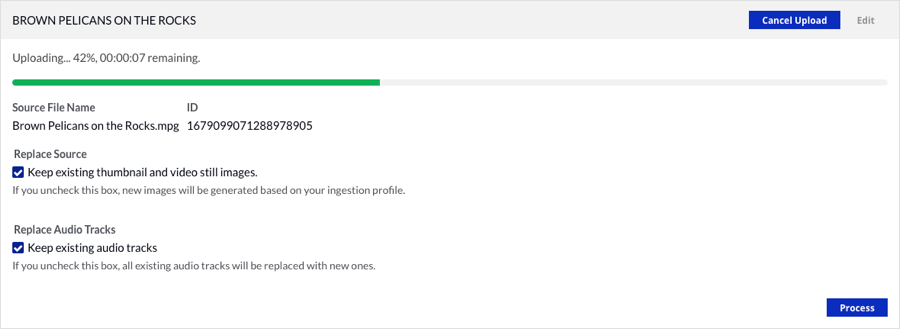 BROWN PELICANS ON THE ROCKS
Cancel Upload
Edit
Uploading... 42%, 00:00:07 remaining.
Source File Name ID
Brown Pelicans on the Rocks.mpg 1679099071288978905
Replace Source
Keep existing thumbnail and video still images.
If you uncheck this box, new images will be generated based on your ingestion profile.
Replace Audio Tracks
Keep existing audio tracks
If you uncheck this box, all existing audio tracks will be replaced with new ones.
Process